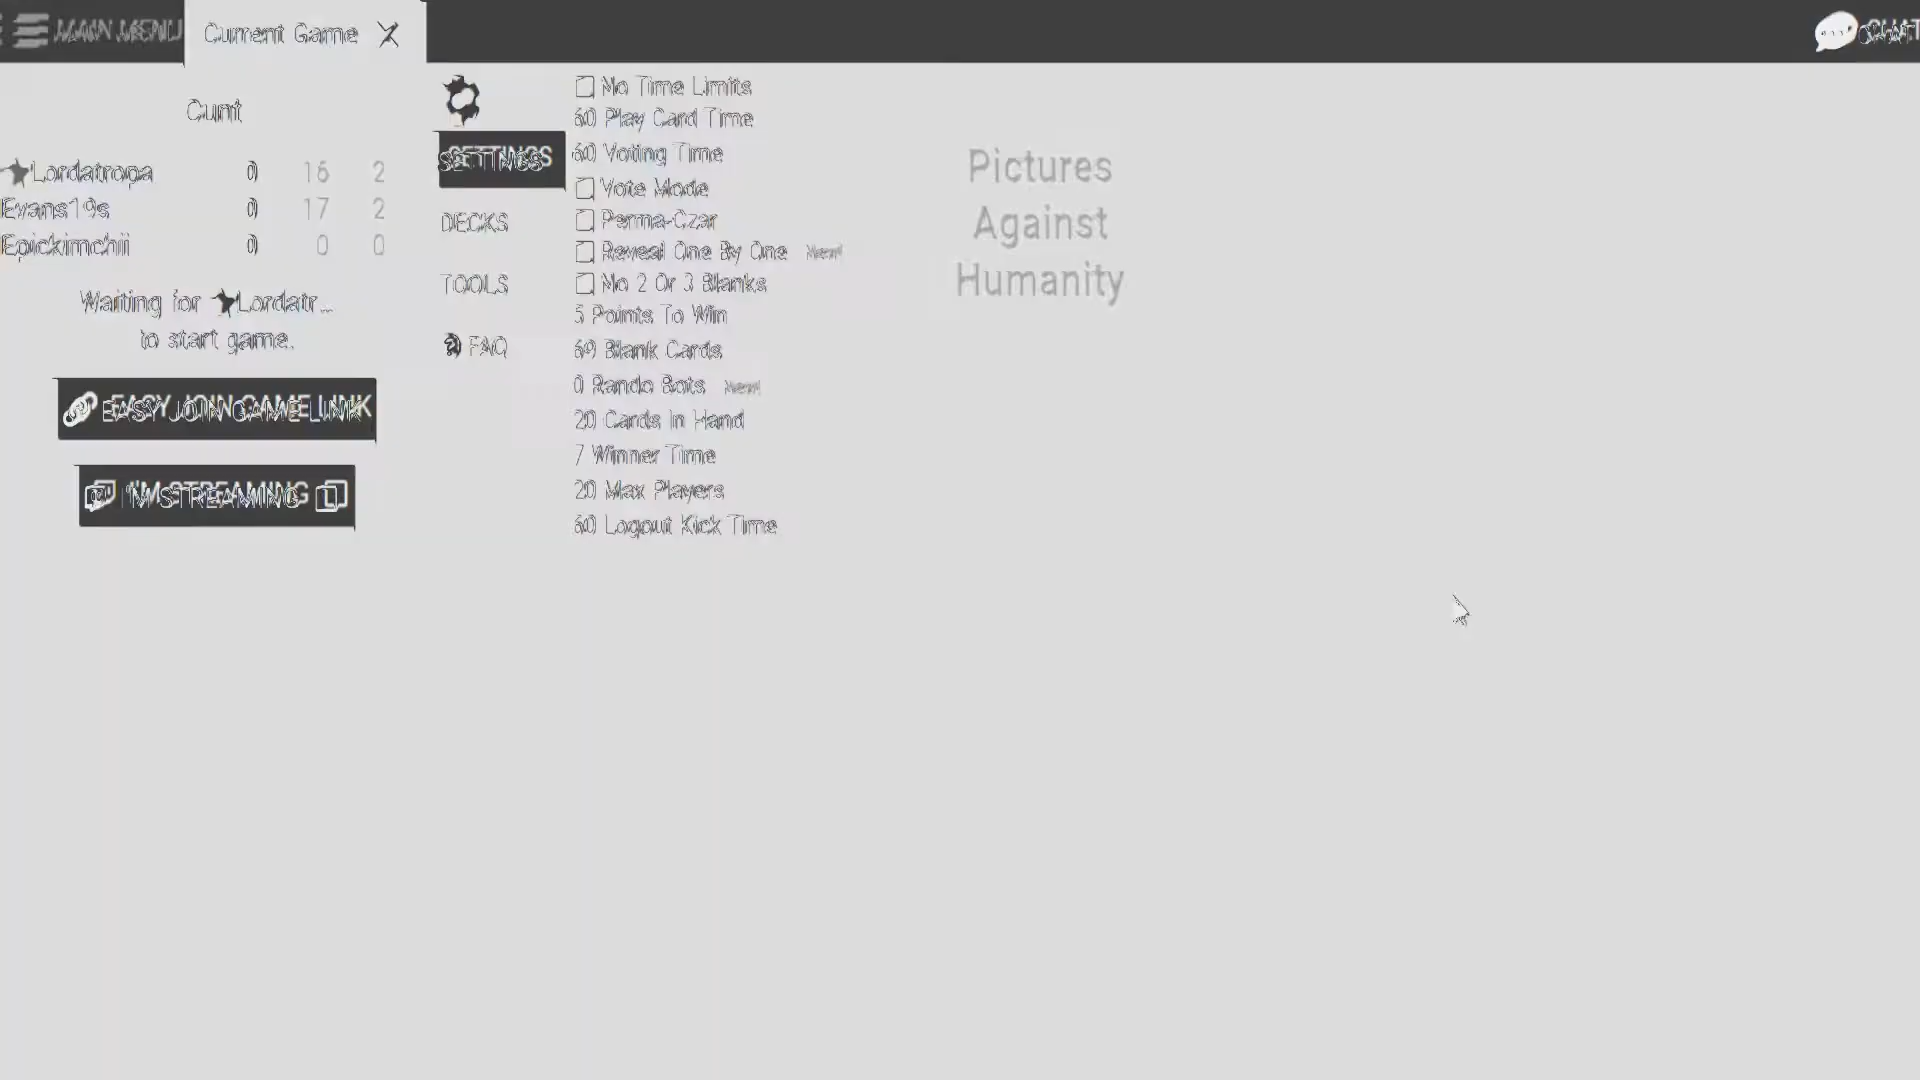 MAIN MENU
Current Game
CHAT
Cunt
Lordatropa 0 16 2
Evans19s 0 17 2
Epickimchii 0 0 0
Waiting for Lordatr...
to start game.
EASY JOIN GAME LINK
I'M STREAMING
SETTINGS
DECKS
TOOLS
FAQ
No Time Limits
60 Play Card Time
60 Voting Time
Vote Mode
Perma-Czar
Reveal One By One New!
No 2 Or 3 Blanks
5 Points To Win
Blank Cards
0 Rando Bots New!
20 Cards In Hand
7 Winner Time
20 Max Players
60 Logout Kick Time
Pictures
Against
Humanity